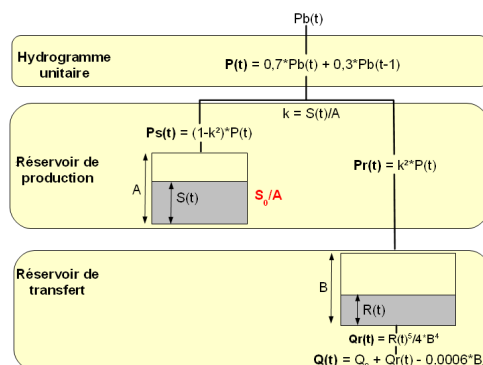 Pb(t)
Hydrogramme
unitaire
P(t) = 0,7*Pb(t) + 0,3*Pb(t-1)
k = S(t)/A
Ps(t) = (1-k²)*P(t)
Réservoir de
production
A
S(t)
S₀/A
Pr(t) = k²*P(t)
Réservoir de
transfert
B
R(t)
Qr(t) = R(t)⁵/4*B⁴
Q(t) = Q₀ + Qr(t) - 0.0006*B